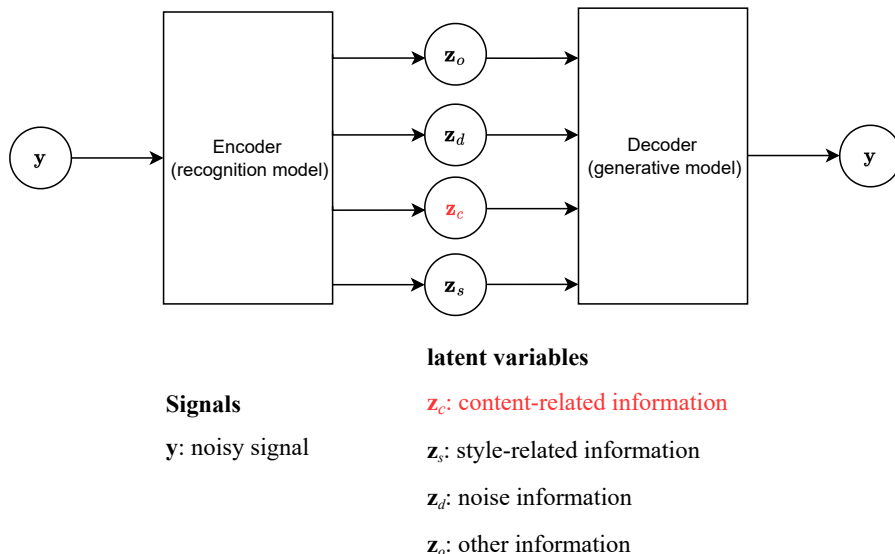 z_o
z_d
y
Encoder
(recognition model)
Decoder
(generative model)
y
z_c
z_s
latent variables
Signals
z_c: content-related information
y: noisy signal
z_s: style-related information
z_d: noise information
z_o: other information